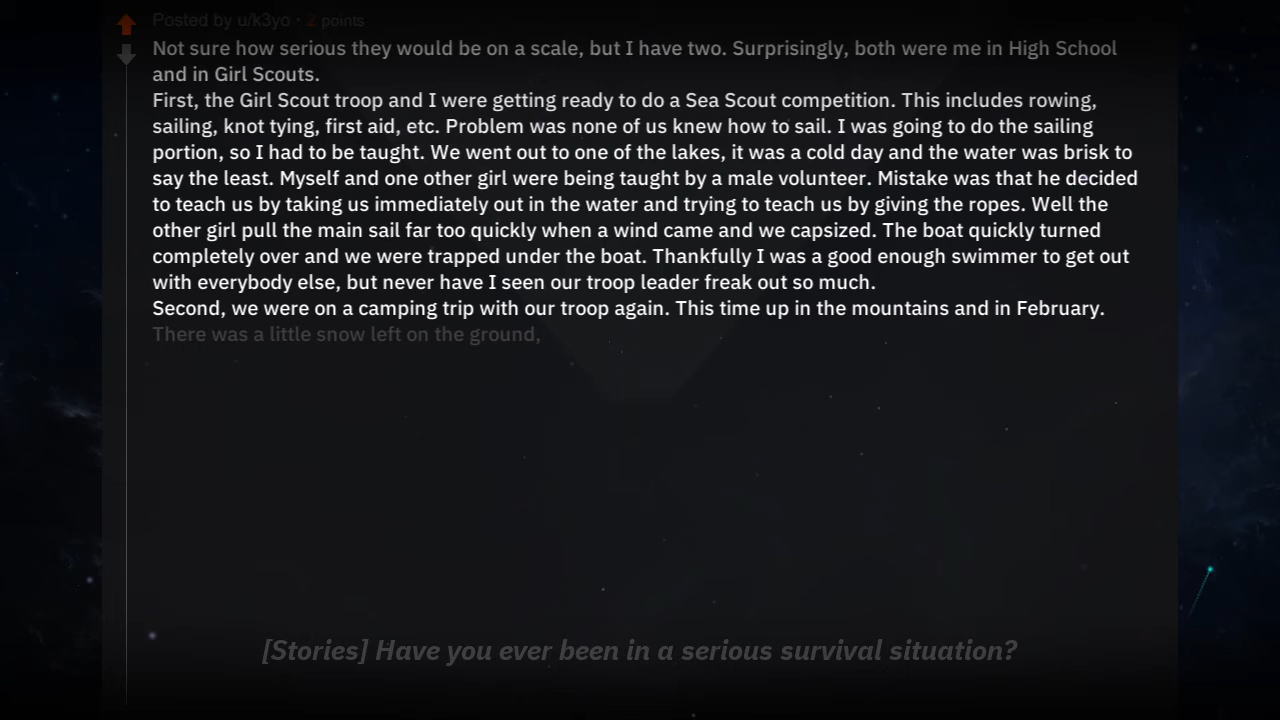 Posted by u/k3yo · 2 points
Not sure how serious they would be on a scale, but I have two. Surprisingly, both were me in High School
and in Girl Scouts.
First, the Girl Scout troop and I were getting ready to do a Sea Scout competition. This includes rowing,
sailing, knot tying, first aid, etc. Problem was none of us knew how to sail. I was going to do the sailing
portion, so I had to be taught. We went out to one of the lakes, it was a cold day and the water was brisk to
say the least. Myself and one other girl were being taught by a male volunteer. Mistake was that he decided
to teach us by taking us immediately out in the water and trying to teach us by giving the ropes. Well the
other girl pull the main sail far too quickly when a wind came and we capsized. The boat quickly turned
completely over and we were trapped under the boat. Thankfully I was a good enough swimmer to get out
with everybody else, but never have I seen our troop leader freak out so much.
Second, we were on a camping trip with our troop again. This time up in the mountains and in February.
There was a little snow left on the ground,
[Stories] Have you ever been in a serious survival situation?